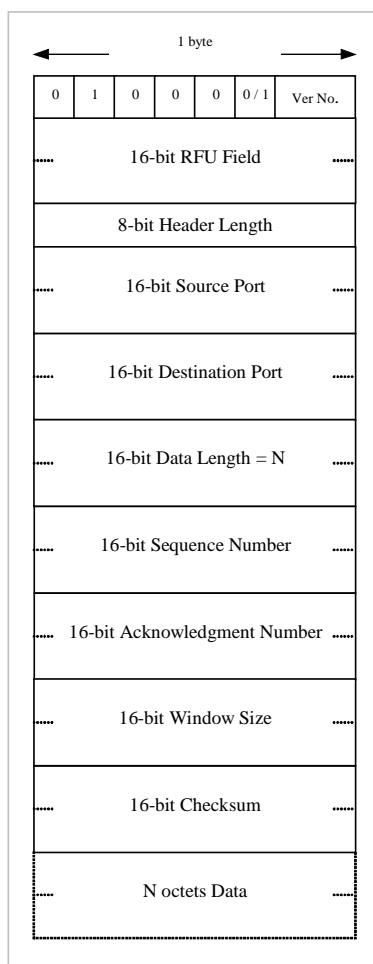 1 byte
0 1 0 0 0 0 / 1 Ver No.
16-bit RFU Field
8-bit Header Length
16-bit Source Port
16-bit Destination Port
16-bit Data Length = N
16-bit Sequence Number
16-bit Acknowledgment Number
16-bit Window Size
16-bit Checksum
N octets Data